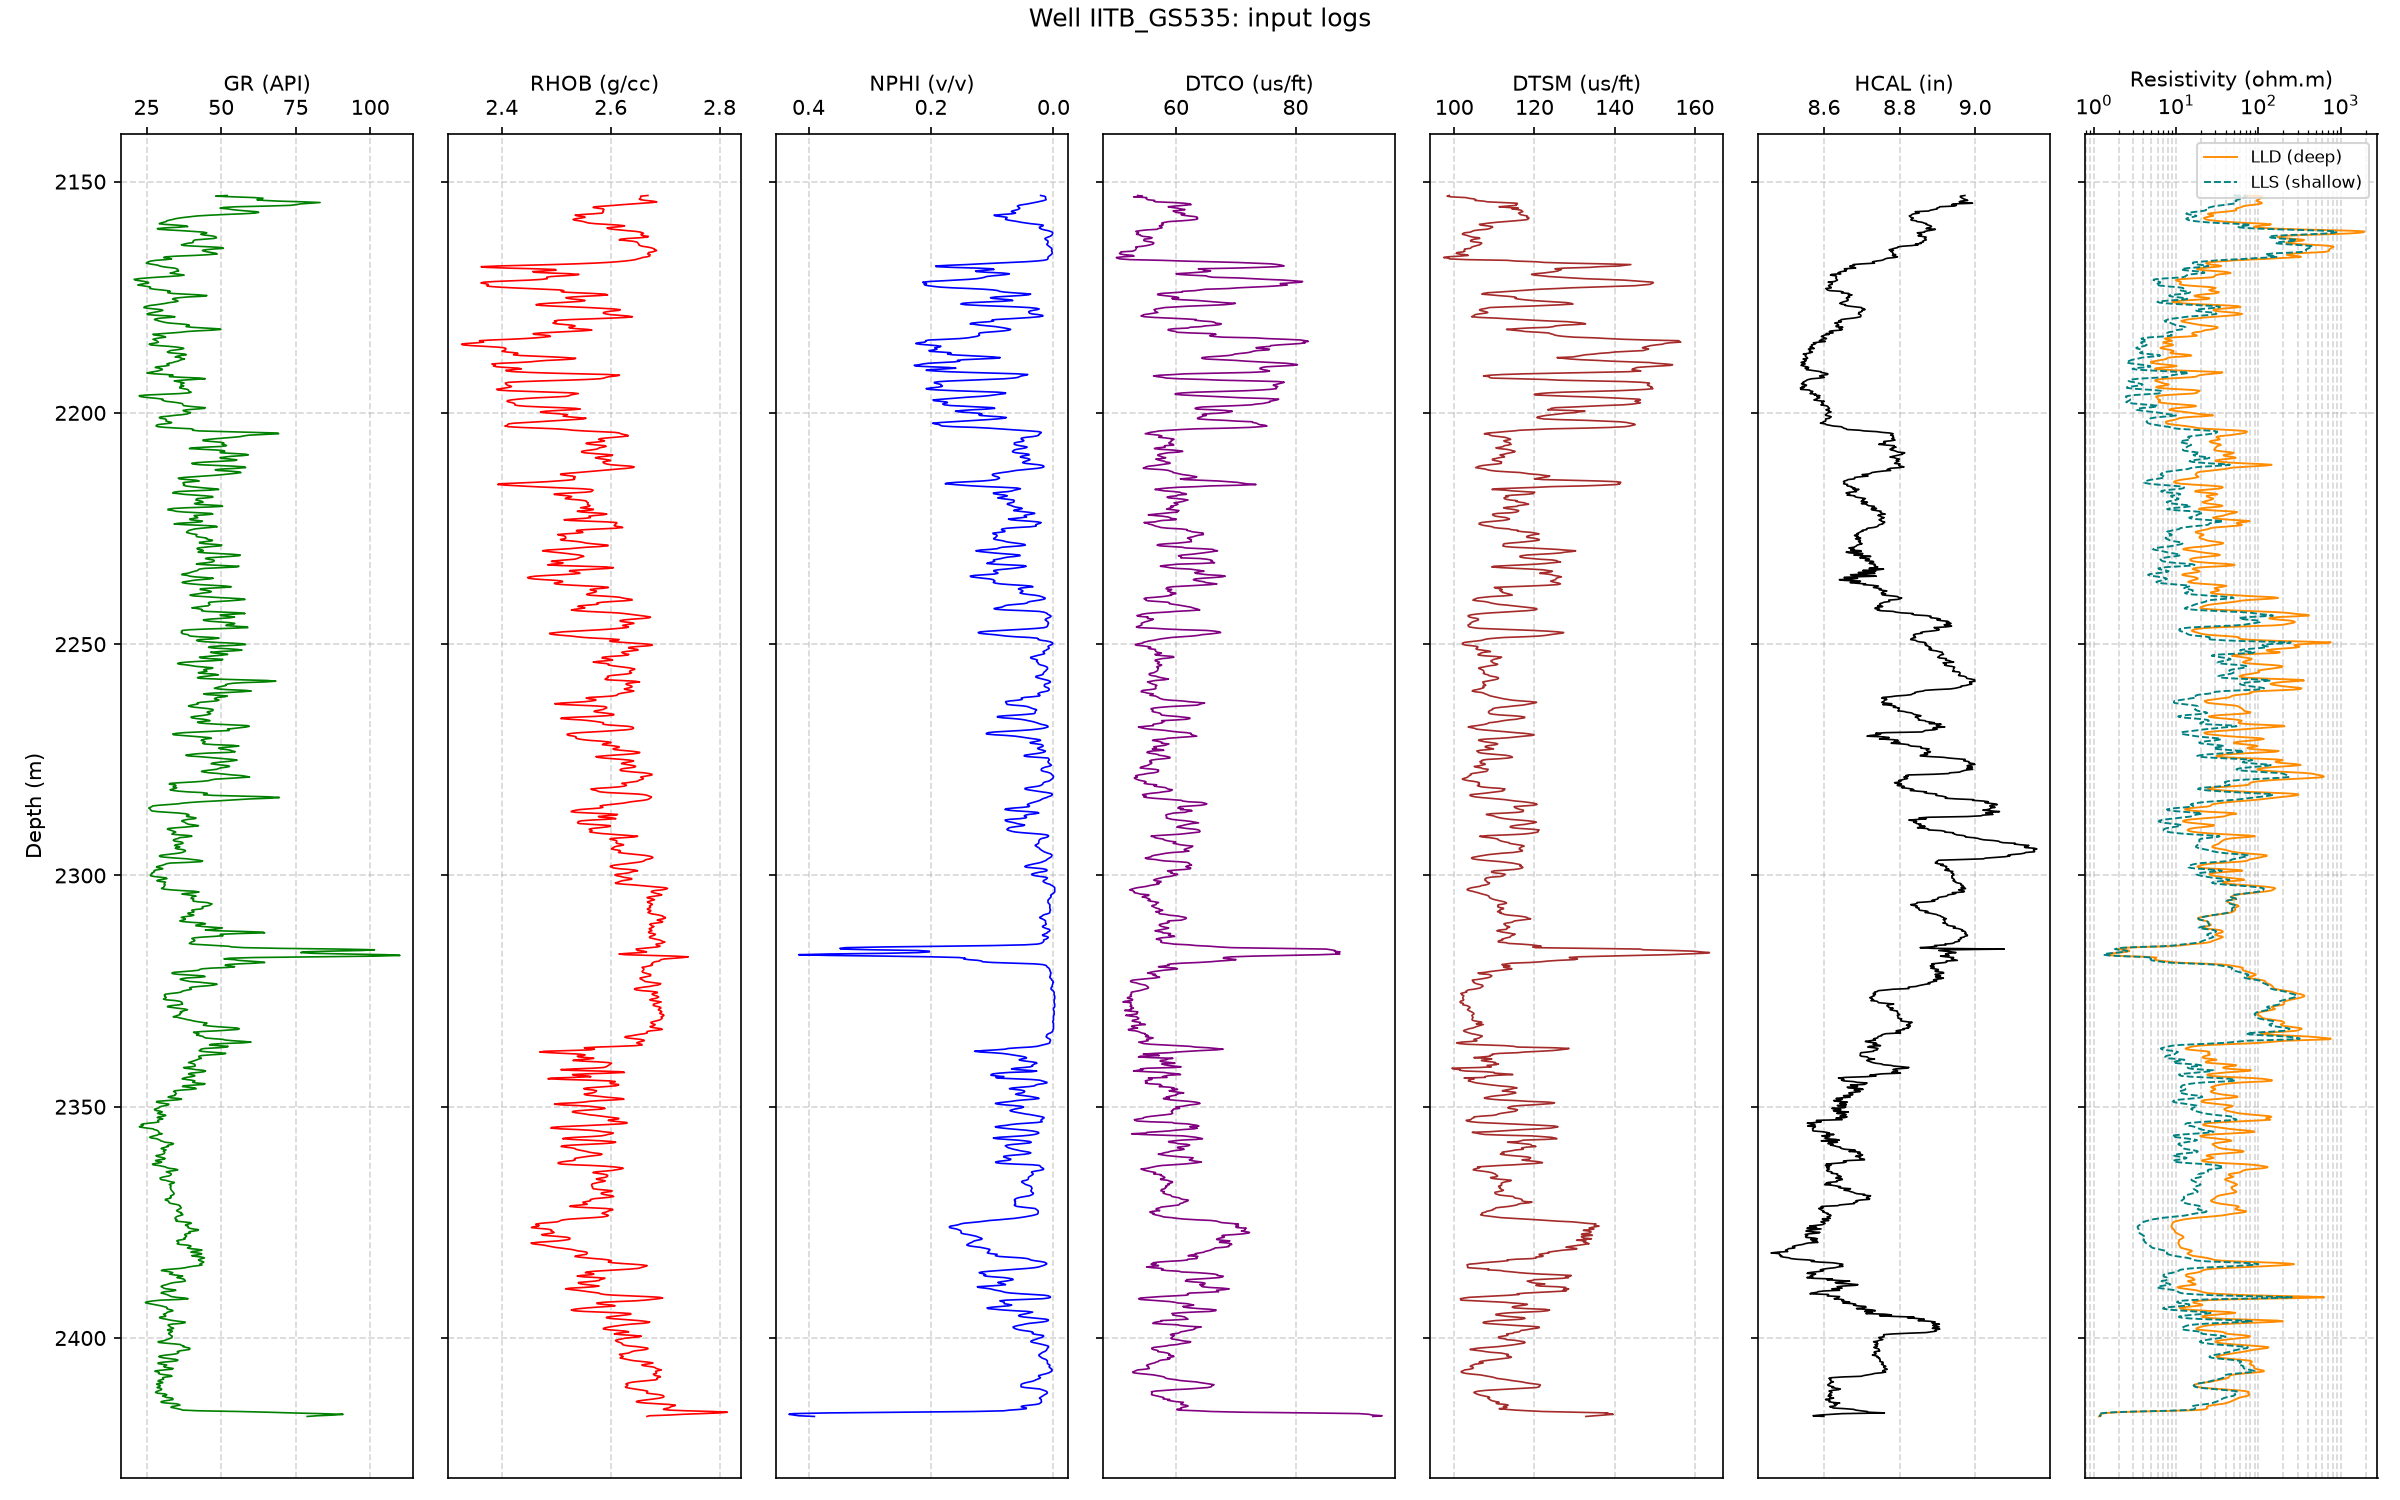 Well IITB_GS535: input logs
GR (API)
25 50 75 100
RHOB (g/cc)
2.4 2.6 2.8
NPHI (v/v)
0.4 0.2 0.0
DTCO (us/ft)
60 80
DTSM (us/ft)
100 120 140 160
HCAL (in)
8.6 8.8 9.0
Resistivity (ohm.m)
10⁰ 10¹ 10² 10³
LLD (deep)
LLS (shallow)
Depth (m)
2150
2200
2250
2300
2350
2400